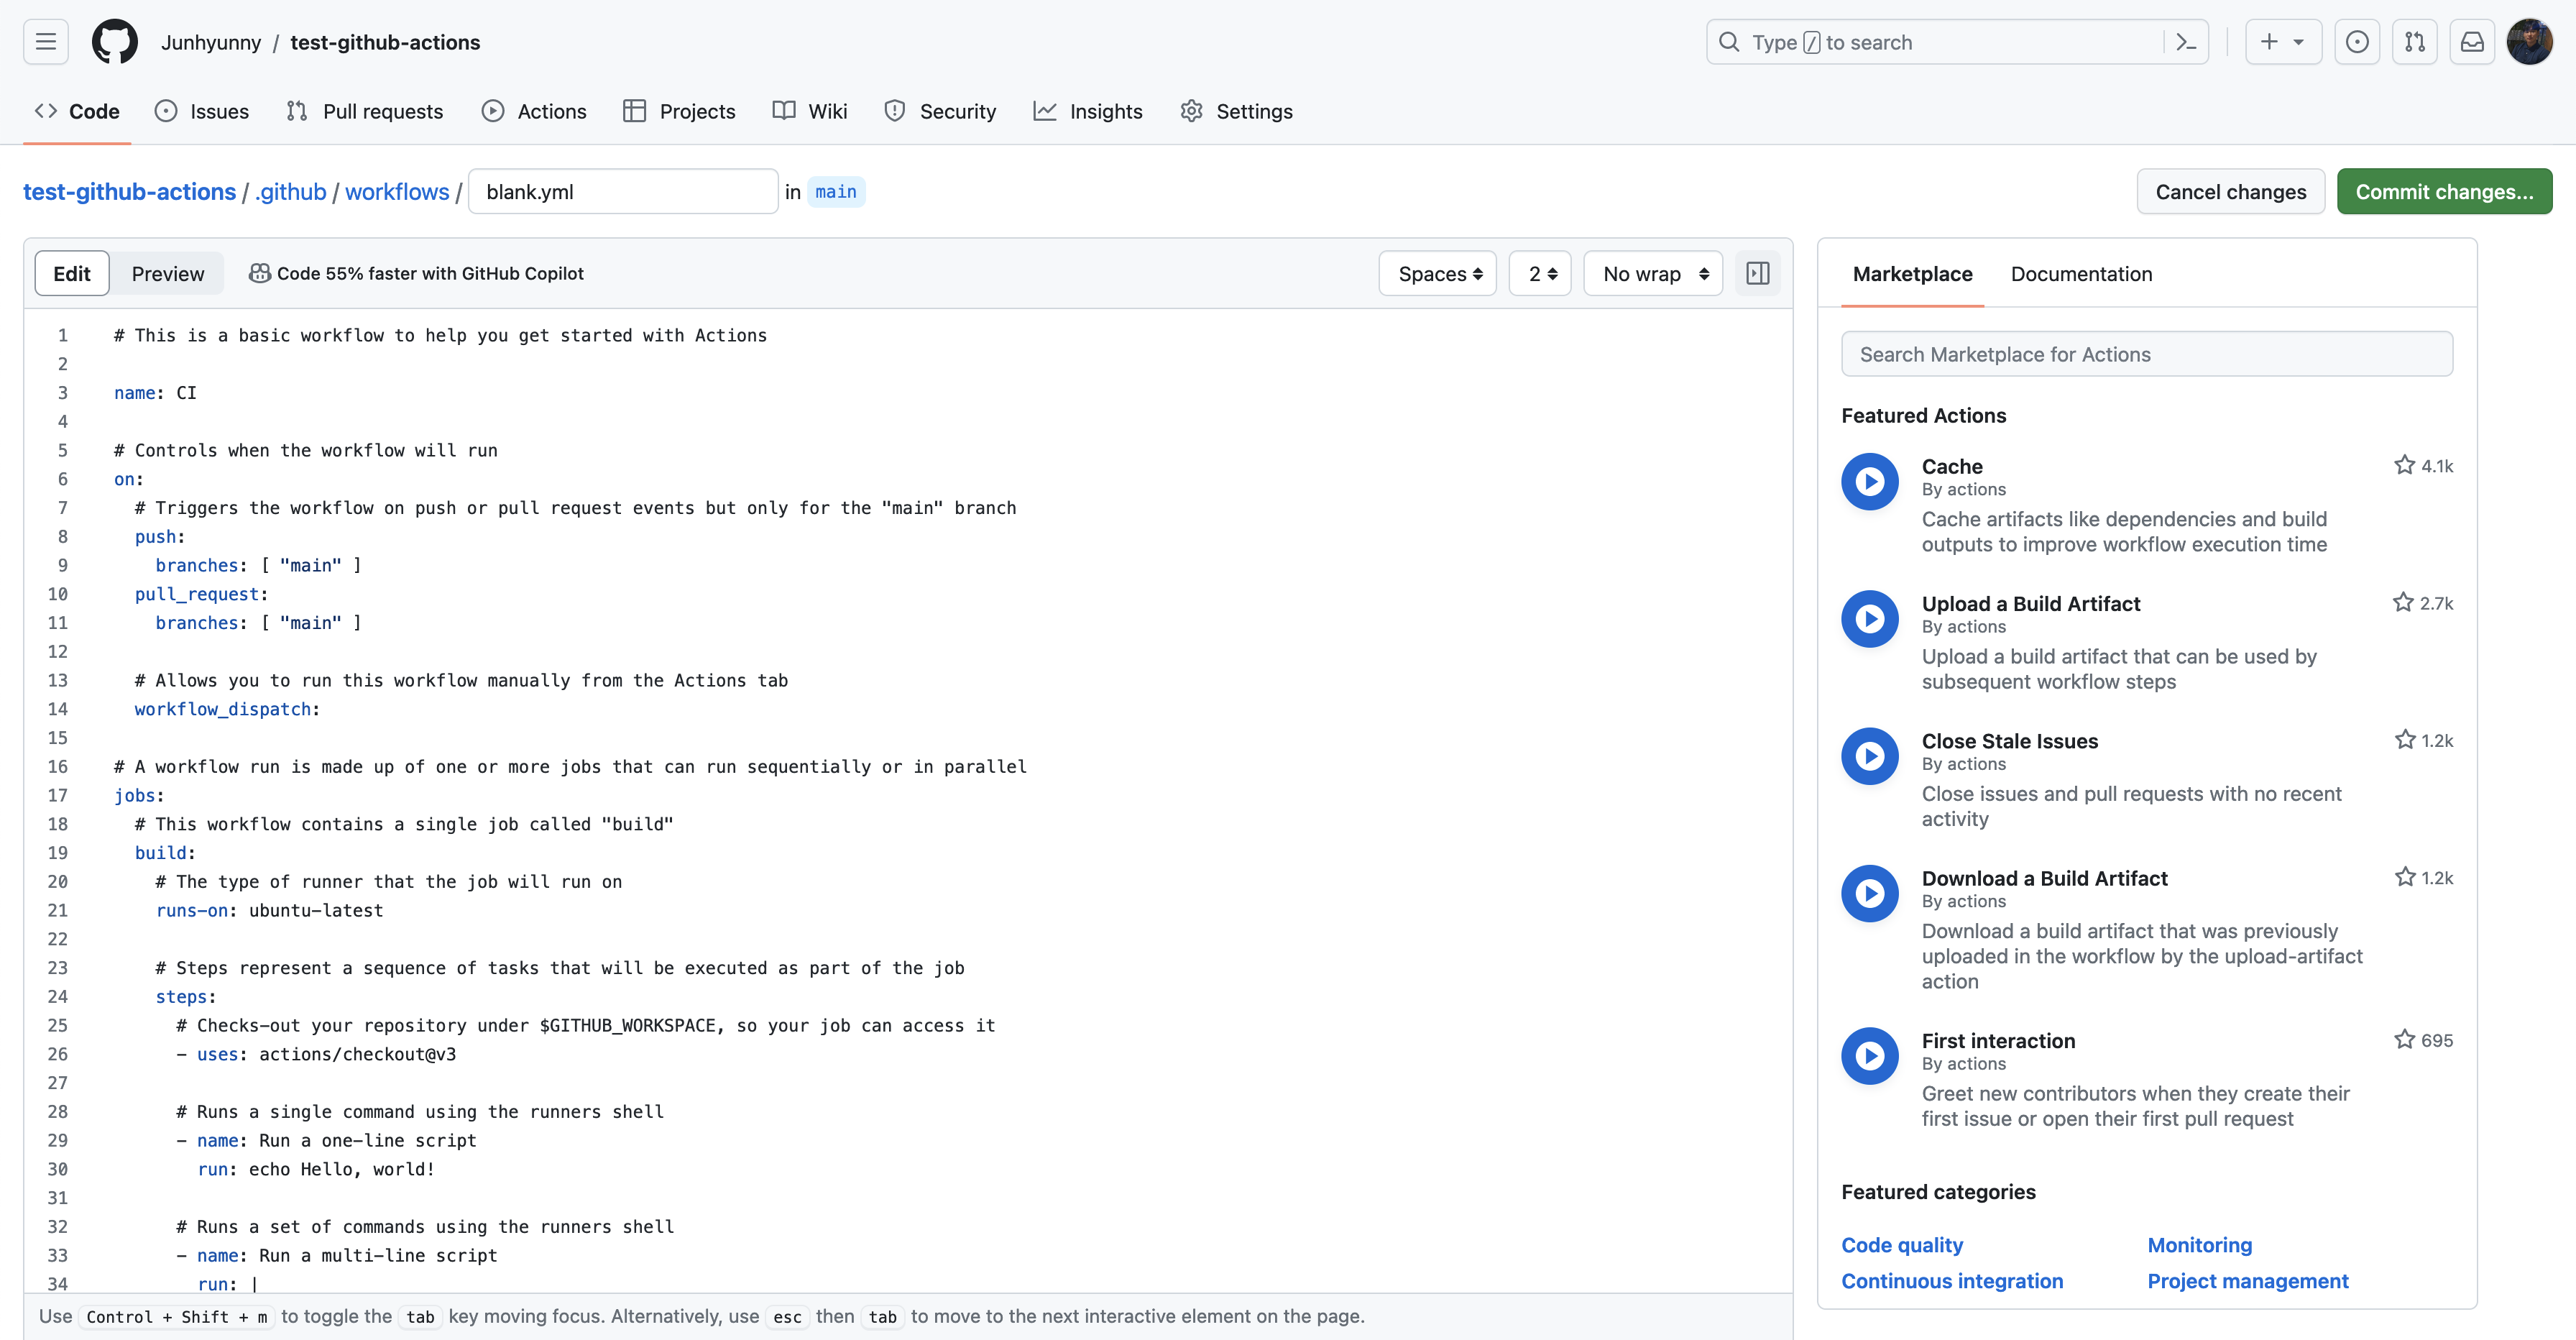 Junhyunny / test-github-actions
Type / to search
Code Issues Pull requests Actions Projects Wiki Security Insights Settings
test-github-actions / .github / workflows / blank.yml in main
Cancel changes Commit changes...
Edit Preview Code 55% faster with GitHub Copilot Spaces 2 No wrap
1 # This is a basic workflow to help you get started with Actions
2
3 name: CI
4
5 # Controls when the workflow will run
6 on:
7 # Triggers the workflow on push or pull request events but only for the "main" branch
8 push:
9 branches: [ "main" ]
10 pull_request:
11 branches: [ "main" ]
12
13 # Allows you to run this workflow manually from the Actions tab
14 workflow_dispatch:
15
16 # A workflow run is made up of one or more jobs that can run sequentially or in parallel
17 jobs:
18 # This workflow contains a single job called "build"
19 build:
20 # The type of runner that the job will run on
21 runs-on: ubuntu-latest
22
23 # Steps represent a sequence of tasks that will be executed as part of the job
24 steps:
25 # Checks-out your repository under $GITHUB_WORKSPACE, so your job can access it
26 - uses: actions/checkout@v3
27
28 # Runs a single command using the runners shell
29 - name: Run a one-line script
30 run: echo Hello, world!
31
32 # Runs a set of commands using the runners shell
33 - name: Run a multi-line script
34 run: |
Use Control + Shift + m to toggle the tab key moving focus. Alternatively, use esc then tab to move to the next interactive element on the page.
Marketplace Documentation
Search Marketplace for Actions
Featured Actions
Cache 4.1k
By actions
Cache artifacts like dependencies and build
outputs to improve workflow execution time
Upload a Build Artifact 2.7k
By actions
Upload a build artifact that can be used by
subsequent workflow steps
Close Stale Issues 1.2k
By actions
Close issues and pull requests with no recent
activity
Download a Build Artifact 1.2k
By actions
Download a build artifact that was previously
uploaded in the workflow by the upload-artifact
action
First interaction 695
By actions
Greet new contributors when they create their
first issue or open their first pull request
Featured categories
Code quality Monitoring
Continuous integration Project management